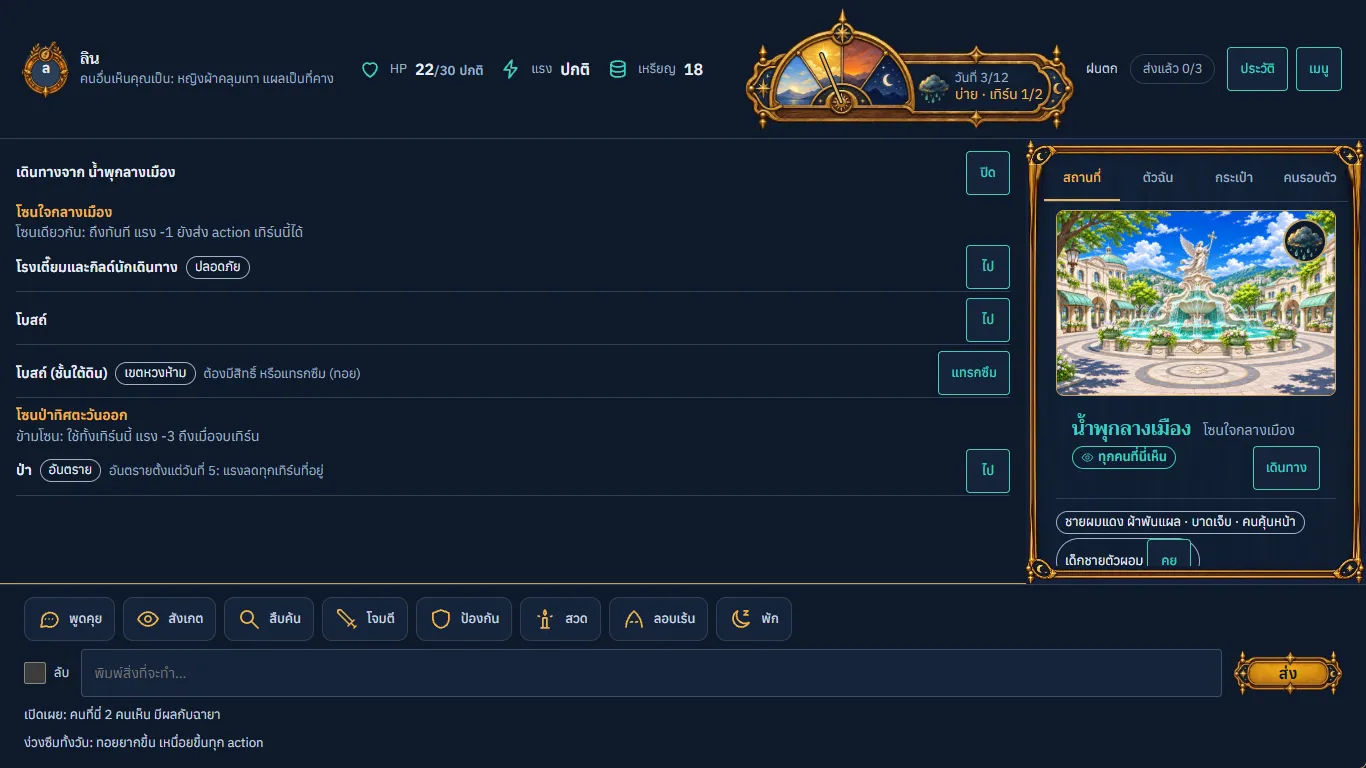 ล
ลิน
คนอื่นเห็นคุณเป็น: หญิงผ้าคลุมเทา แผลเป็นที่คาง
HP 22/30 ปกติ
แรง ปกติ
เหรียญ 18
วันที่ 3/12
บ่าย · เทิร์น 1/2
ฝนตก
ส่งแล้ว 0/3
ประวัติ
เมนู
เดินทางจาก น้ำพุกลางเมือง
ปิด
โซนใจกลางเมือง
โซนเดียวกัน: ถึงทันที แรง -1 ยังส่ง action เทิร์นนี้ได้
โรงเตี๊ยมและกิลด์นักเดินทาง ปลอดภัย
ไป
โบสถ์
ไป
โบสถ์ (ชั้นใต้ดิน) เขตหวงห้าม ต้องมีสิทธิ์ หรือแทรกซึม (ทอย)
แทรกซึม
โซนป่าทิศตะวันออก
ข้ามโซน: ใช้ทั้งเทิร์นนี้ แรง -3 ถึงเมื่อจบเทิร์น
ป่า อันตราย อันตรายตั้งแต่วันที่ 5: แรงลดทุกเทิร์นที่อยู่
ไป
สถานที่ ตัวฉัน กระเป๋า คนรอบตัว
น้ำพุกลางเมือง โซนใจกลางเมือง
ทุกคนที่นี่เห็น
เดินทาง
ชายผมแดง ผ้าพันแผล · บาดเจ็บ · คนคุ้นหน้า
เด็กชายตัวผอม คุย
พูดคุย สังเกต สืบค้น โจมตี ป้องกัน สวด ลอบเร้น พัก
ลับ พิมพ์สิ่งที่จะทำ... ส่ง
เปิดเผย: คนที่นี่ 2 คนเห็น มีผลกับฉายา
ง่วงซึมทั้งวัน: ทอยยากขึ้น เหนื่อยขึ้นทุก action